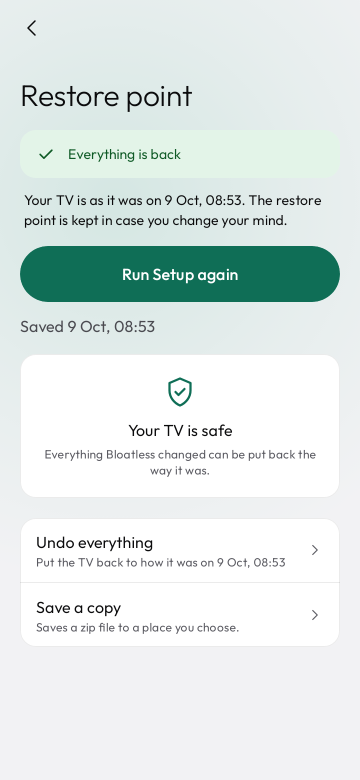 Restore point
Everything is back
Your TV is as it was on 9 Oct, 08:53. The restore
point is kept in case you change your mind.
Run Setup again
Saved 9 Oct, 08:53
Your TV is safe
Everything Bloatless changed can be put back the
way it was.
Undo everything
Put the TV back to how it was on 9 Oct, 08:53
Save a copy
Saves a zip file to a place you choose.